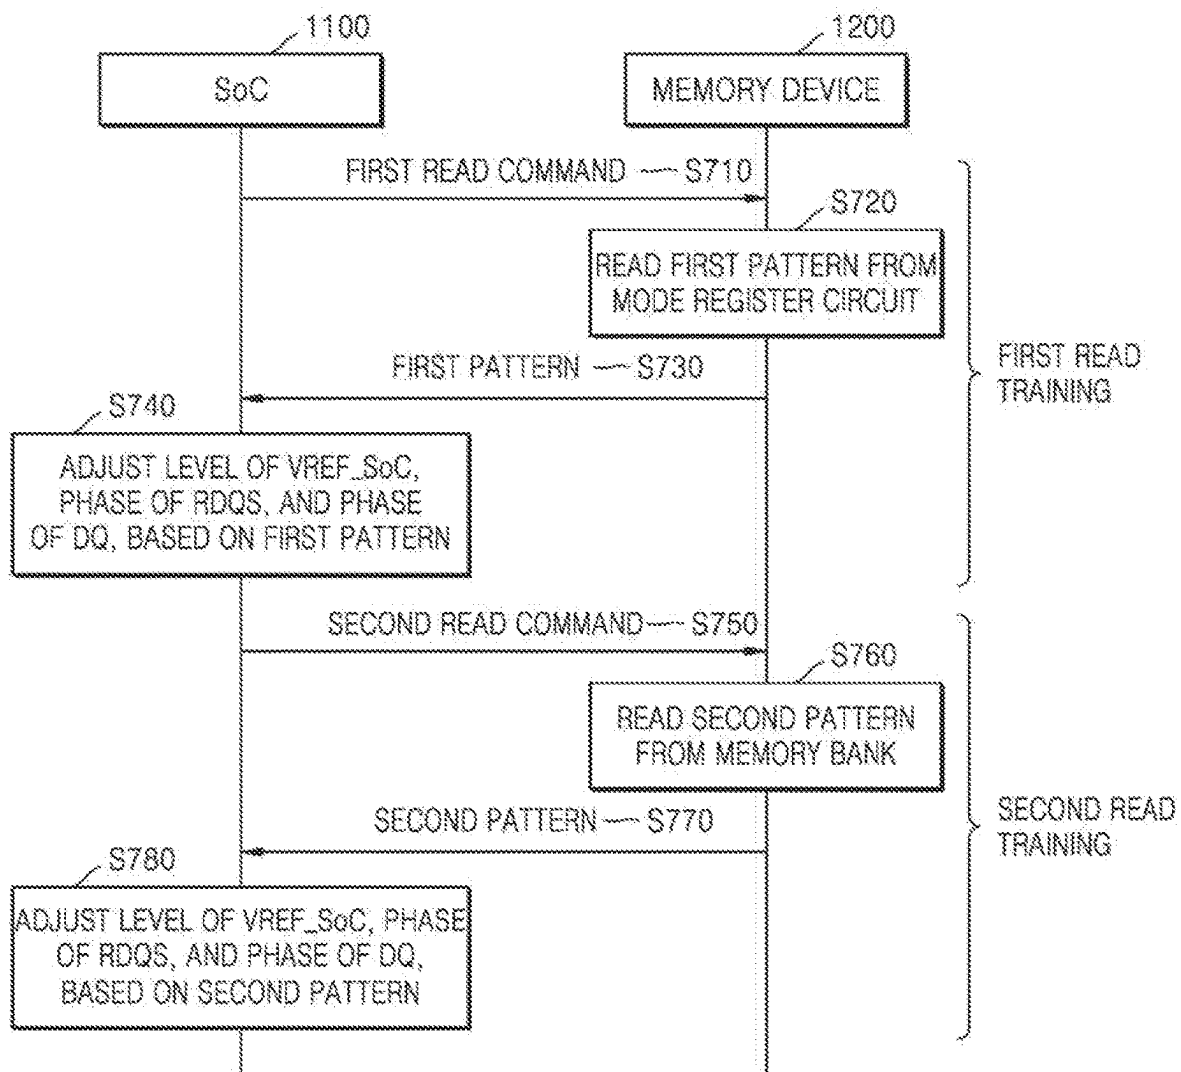 1100
SoC
1200
MEMORY DEVICE
FIRST READ COMMAND — S710
S720
READ FIRST PATTERN FROM
MODE REGISTER CIRCUIT
FIRST PATTERN — S730
FIRST READ
TRAINING
S740
ADJUST LEVEL OF VREF_SoC,
PHASE OF RDQS, AND PHASE
OF DQ, BASED ON FIRST PATTERN
SECOND READ COMMAND — S750
S760
READ SECOND PATTERN
FROM MEMORY BANK
SECOND PATTERN — S770
SECOND READ
TRAINING
S780
ADJUST LEVEL OF VREF_SoC, PHASE
OF RDQS, AND PHASE OF DQ,
BASED ON SECOND PATTERN